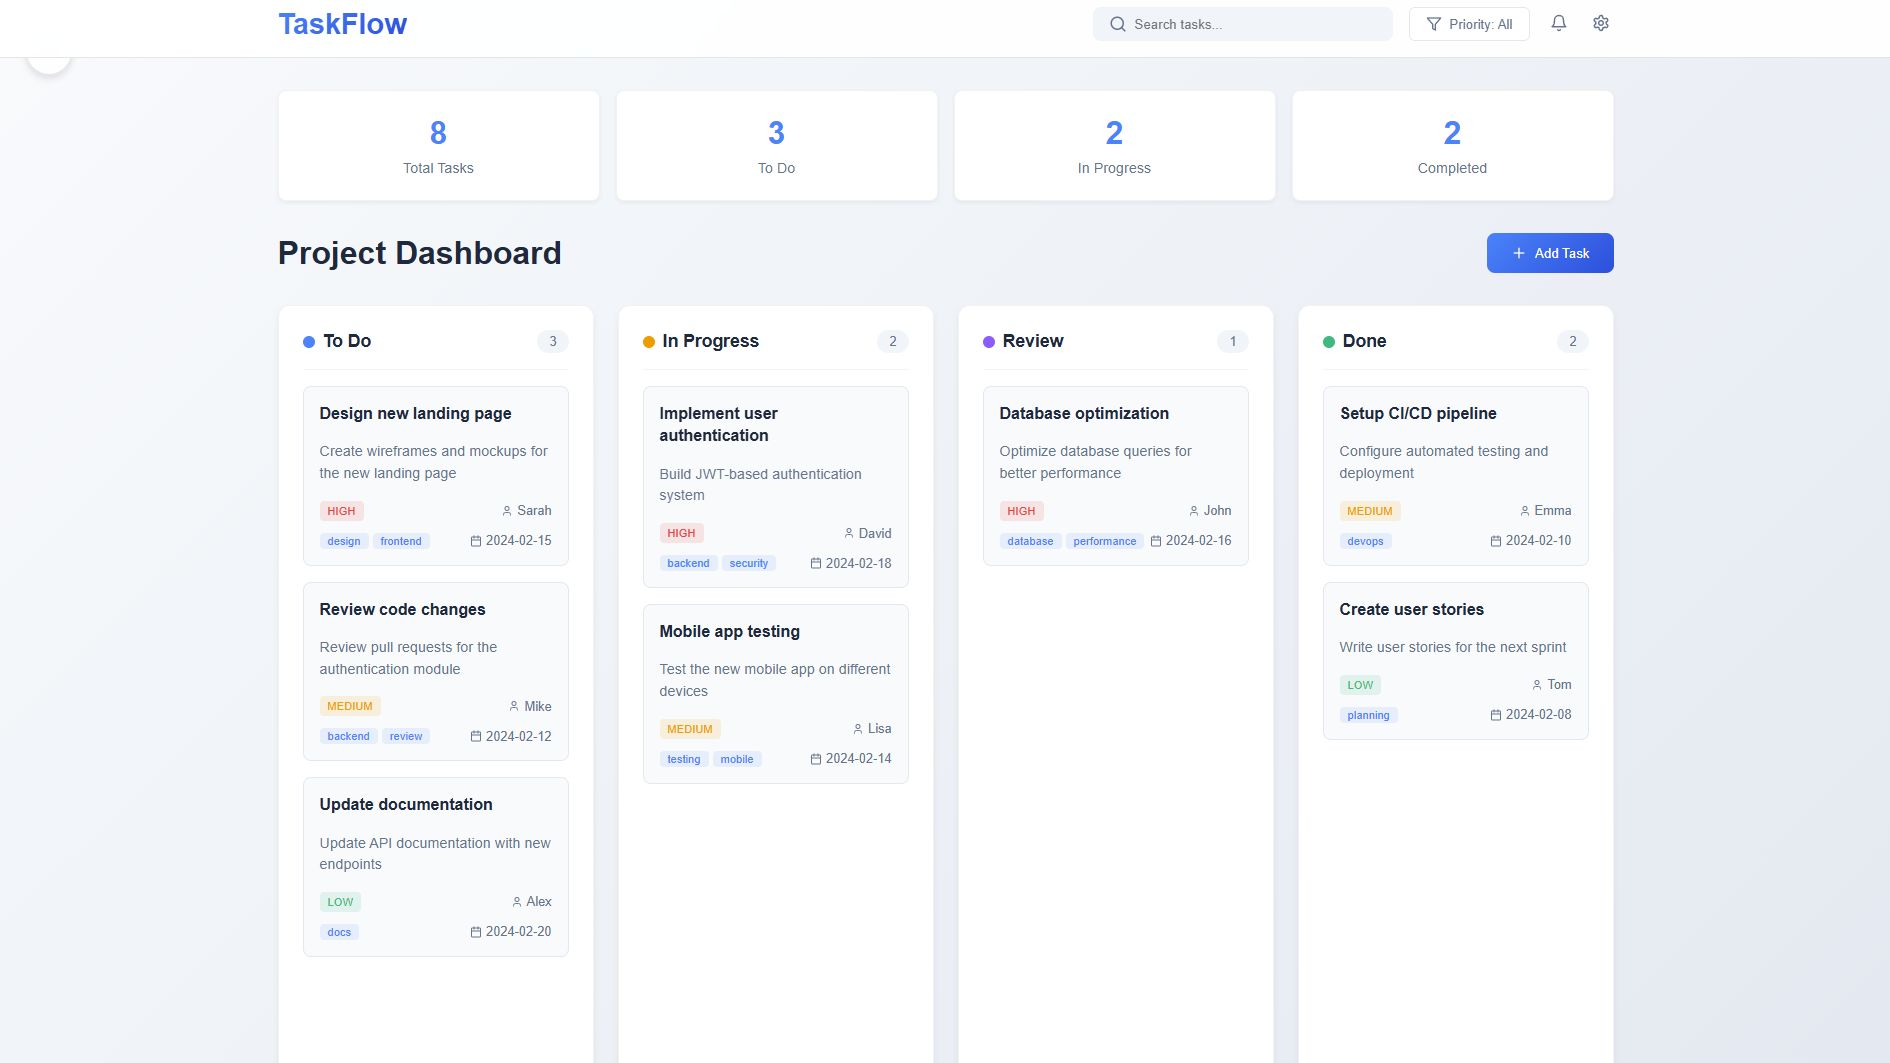 TaskFlow
Search tasks...
Priority: All
8
Total Tasks
3
To Do
2
In Progress
2
Completed
Project Dashboard
Add Task
To Do
3
Design new landing page
Create wireframes and mockups for
the new landing page
HIGH
Sarah
design
frontend
2024-02-15
Review code changes
Review pull requests for the
authentication module
MEDIUM
Mike
backend
review
2024-02-12
Update documentation
Update API documentation with new
endpoints
LOW
Alex
docs
2024-02-20
In Progress
2
Implement user
authentication
Build JWT-based authentication
system
HIGH
David
backend
security
2024-02-18
Mobile app testing
Test the new mobile app on different
devices
MEDIUM
Lisa
testing
mobile
2024-02-14
Review
1
Database optimization
Optimize database queries for
better performance
HIGH
John
database
performance
2024-02-16
Done
2
Setup CI/CD pipeline
Configure automated testing and
deployment
MEDIUM
Emma
devops
2024-02-10
Create user stories
Write user stories for the next sprint
LOW
Tom
planning
2024-02-08